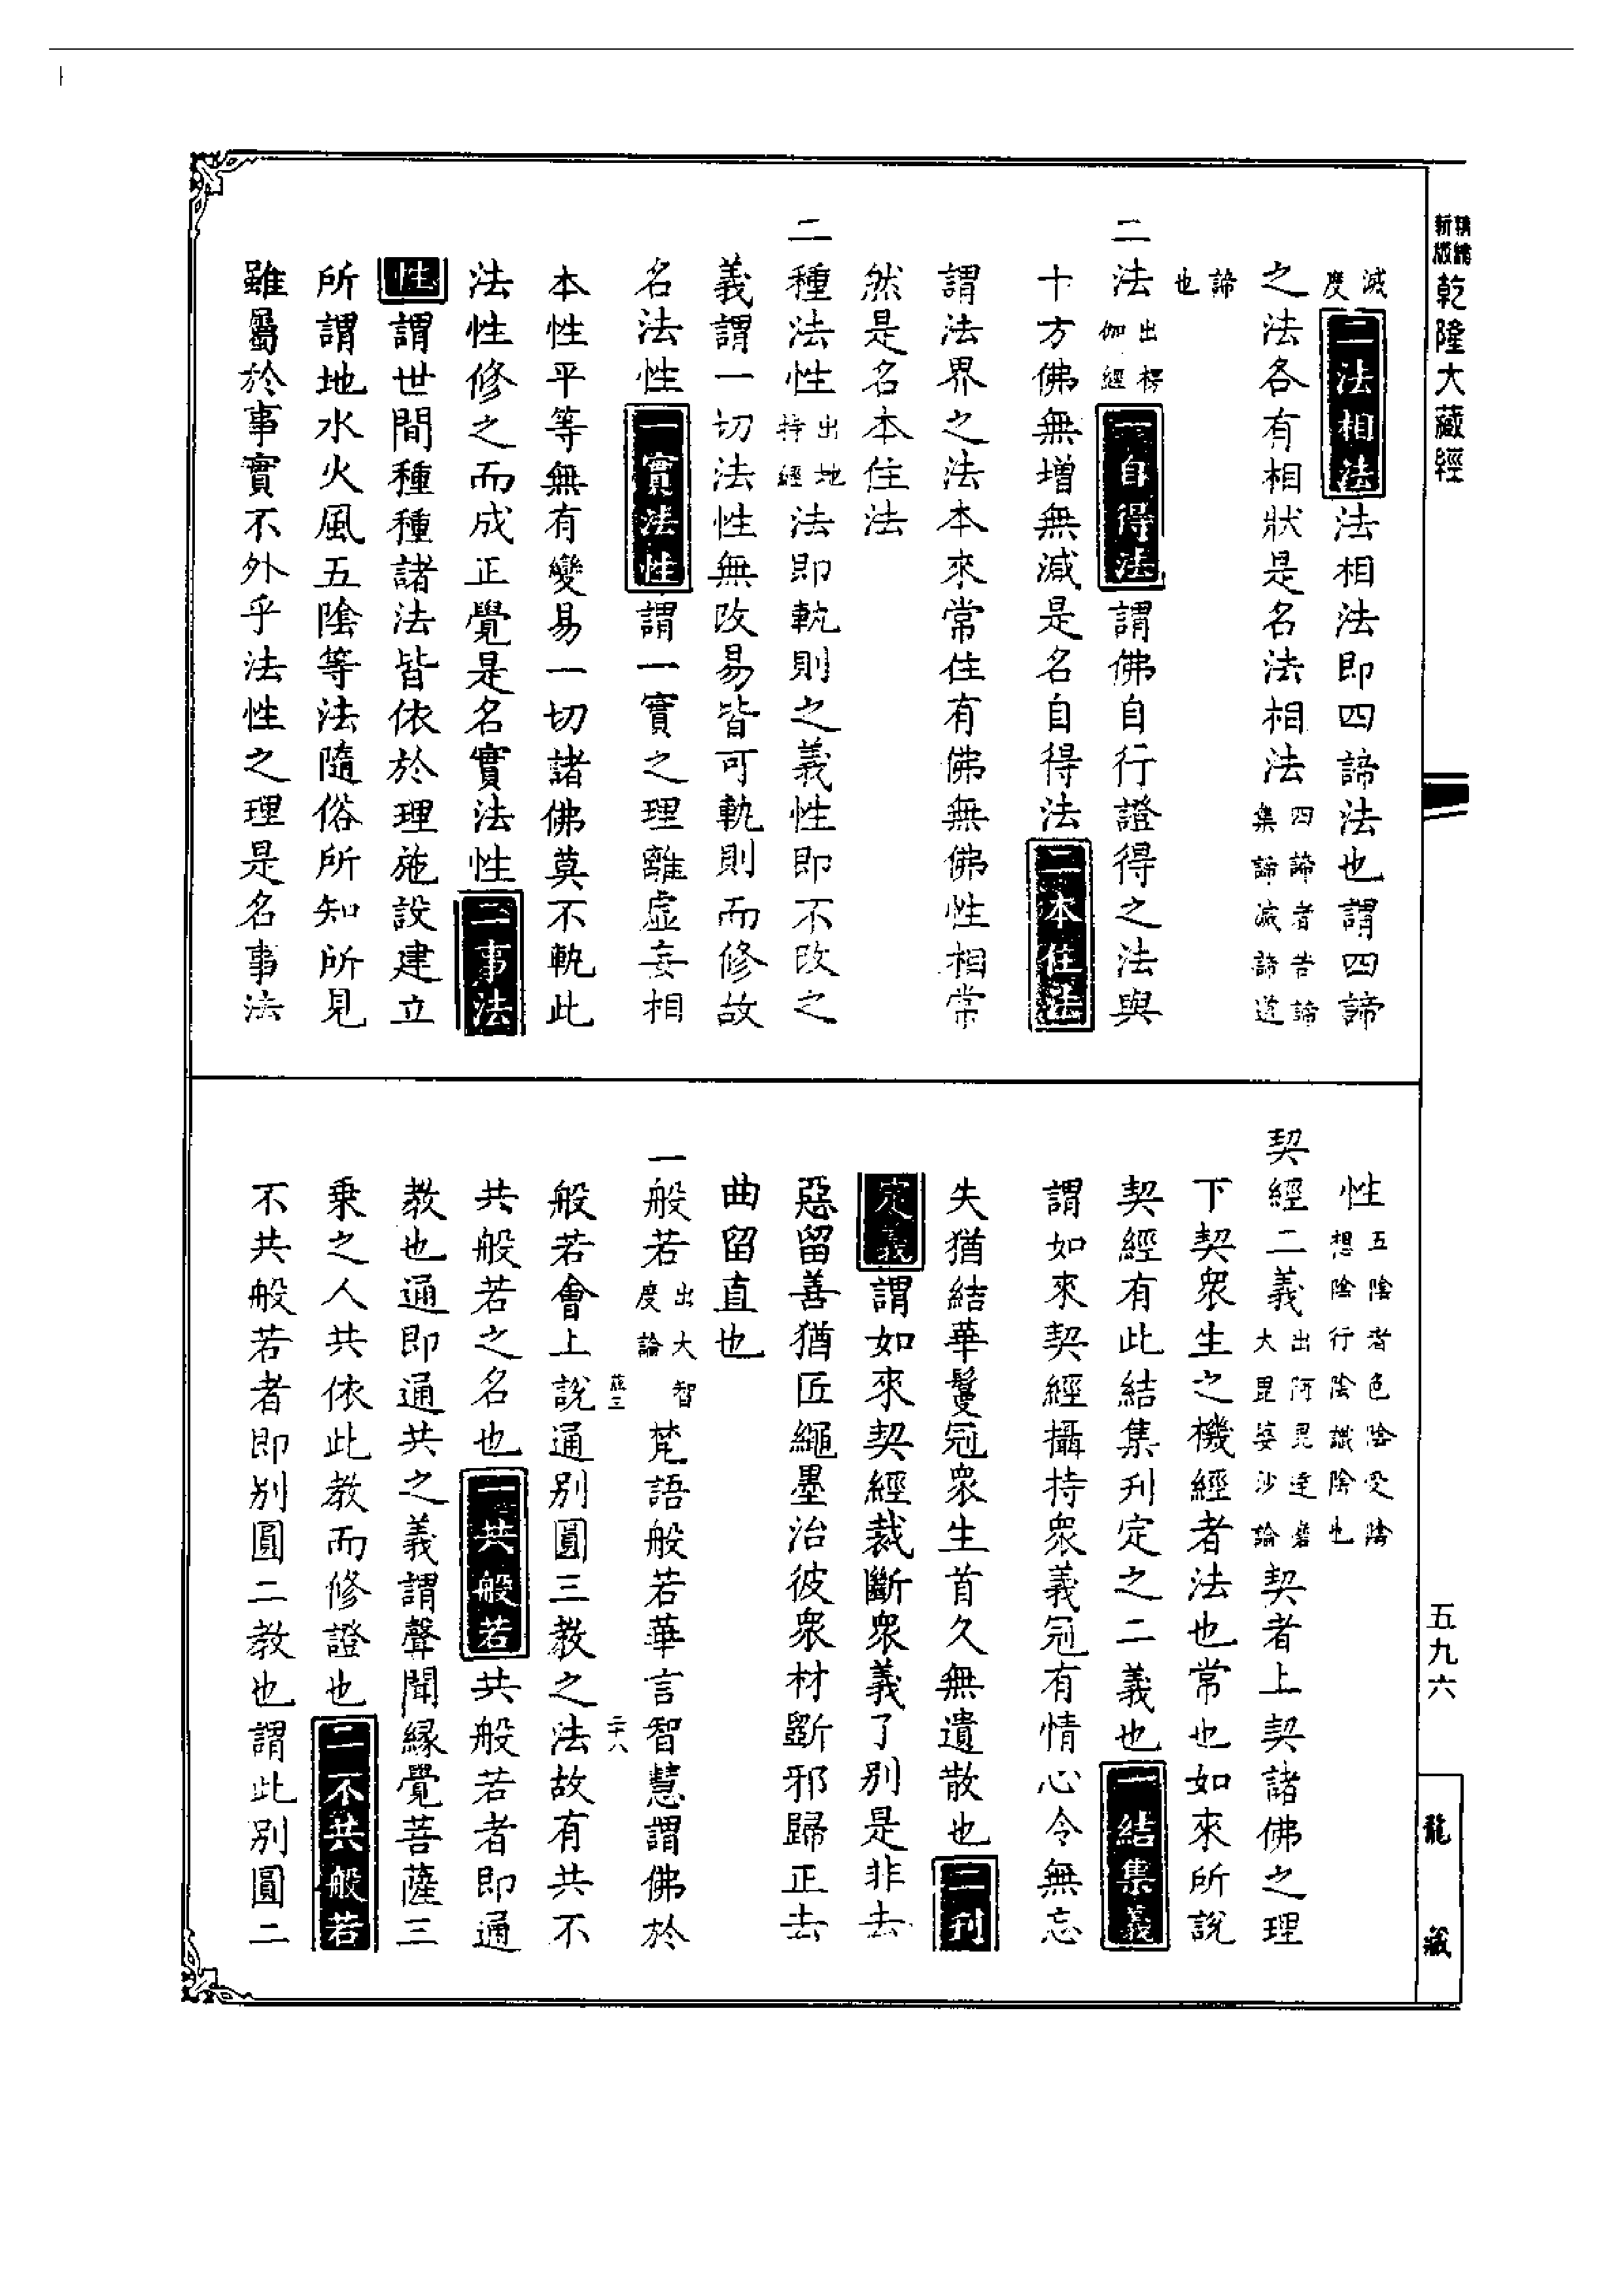 新版精縮乾隆大藏經
滅度二法相法法相法即四諦法也謂四諦
之法各有相狀是名法相法四諦者苦諦集諦滅諦道
諦也
二法出楞伽經一自得法謂佛自行證得之法與
十方佛無增無減是名自得法二本住法
謂法界之法本來常住有佛無佛性相常
然是名本住法
二種法性出地持經法即軌則之義性即不改之
義謂一切法性無改易皆可軌則而修故
名法性一實法性謂一實之理離虛妄相
本性平等無有變易一切諸佛莫不軌此
法性修之而成正覺是名實法性二事法
性謂世間種種諸法皆依於理施設建立
所謂地水火風五陰等法隨俗所知所見
雖屬於事實不外乎法性之理是名事法
性五陰者色陰受陰想陰行陰識陰也
契經二義出阿毘達磨大毘婆沙論契者上契諸佛之理
下契衆生之機經者法也常也如來所說
契經有此結集刊定之二義也一結集義
謂如來契經攝持衆義冠有情心令無忘
失猶結華鬘冠衆生首久無遺散也二刊
定義謂如來契經裁斷衆義了別是非去
惡留善猶匠繩墨治彼衆材斵邪歸正去
曲留直也
一般若出大智度論梵語般若華言智慧謂佛於
二十八
般若會上說通別圓三教之法故有共不
共般若之名也一共般若共般若者即通
教也通即通共之義謂聲聞緣覺菩薩三
乗之人共依此教而修證也二不共般若
不共般若者即別圓二教也謂此別圓二
五九六
龍藏